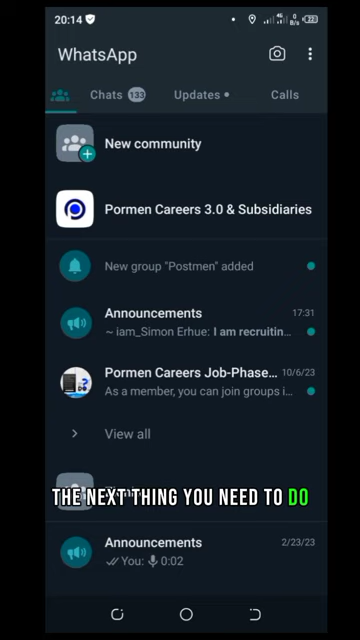 20:14
0
B/s
22
WhatsApp
Chats 133 Updates Calls
New community
Pormen Careers 3.0 & Subsidiaries
New group "Postmen" added
Announcements 17:31
~ iam_Simon Erhue: I am recruitin...
Pormen Careers Job-Phase... 10/6/23
As a member, you can join groups i...
View all
THE NEXT THING YOU NEED TO DO
Announcements 2/23/23
You: 0:02